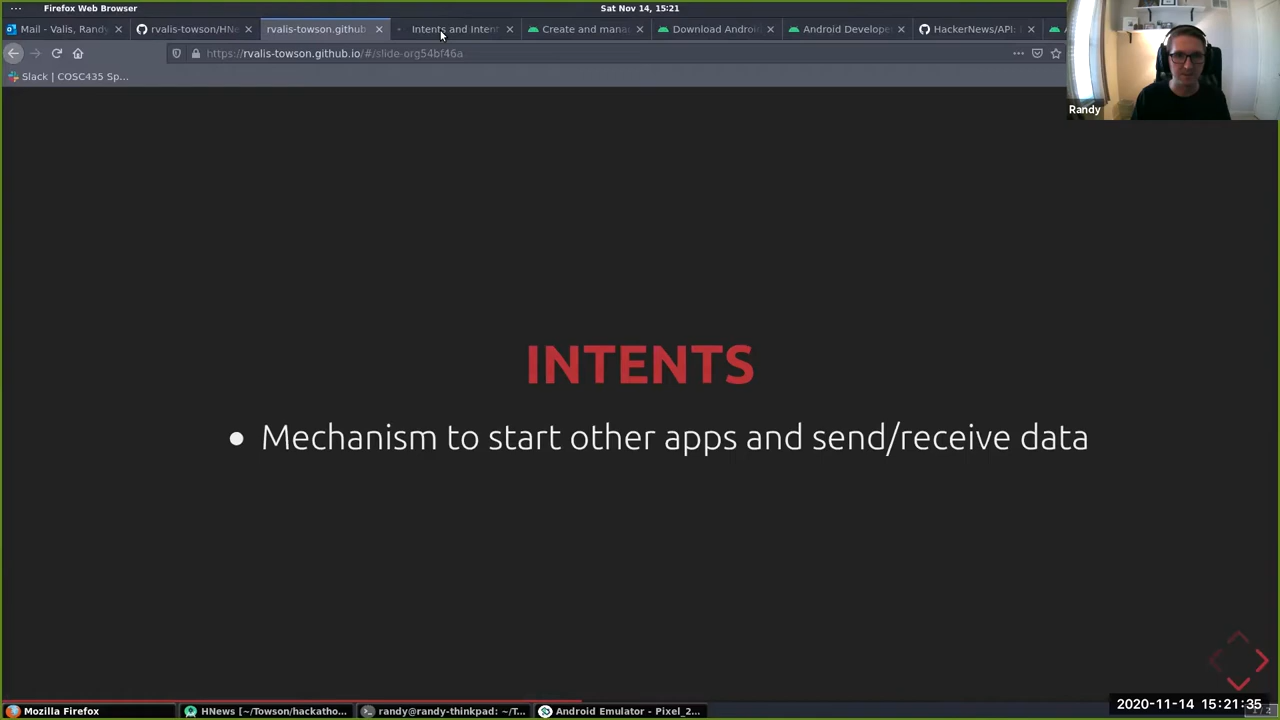 Firefox Web Browser
Sat Nov 14, 15:21
Mail - Valis, Randy
rvalis-towson/HNe
rvalis-towson.github
Intents and Intent
Create and mana
Download Androi
Android Develop
HackerNews/API:
https://rvalis-towson.github.io/#/slide-org54bf46a
Slack | COSC435 Sp...
Randy
INTENTS
Mechanism to start other apps and send/receive data
2020-11-14 15:21:35
Mozilla Firefox
HNews [~/Towson/hackatho...
randy@randy-thinkpad: ~/T...
Android Emulator - Pixel_2...